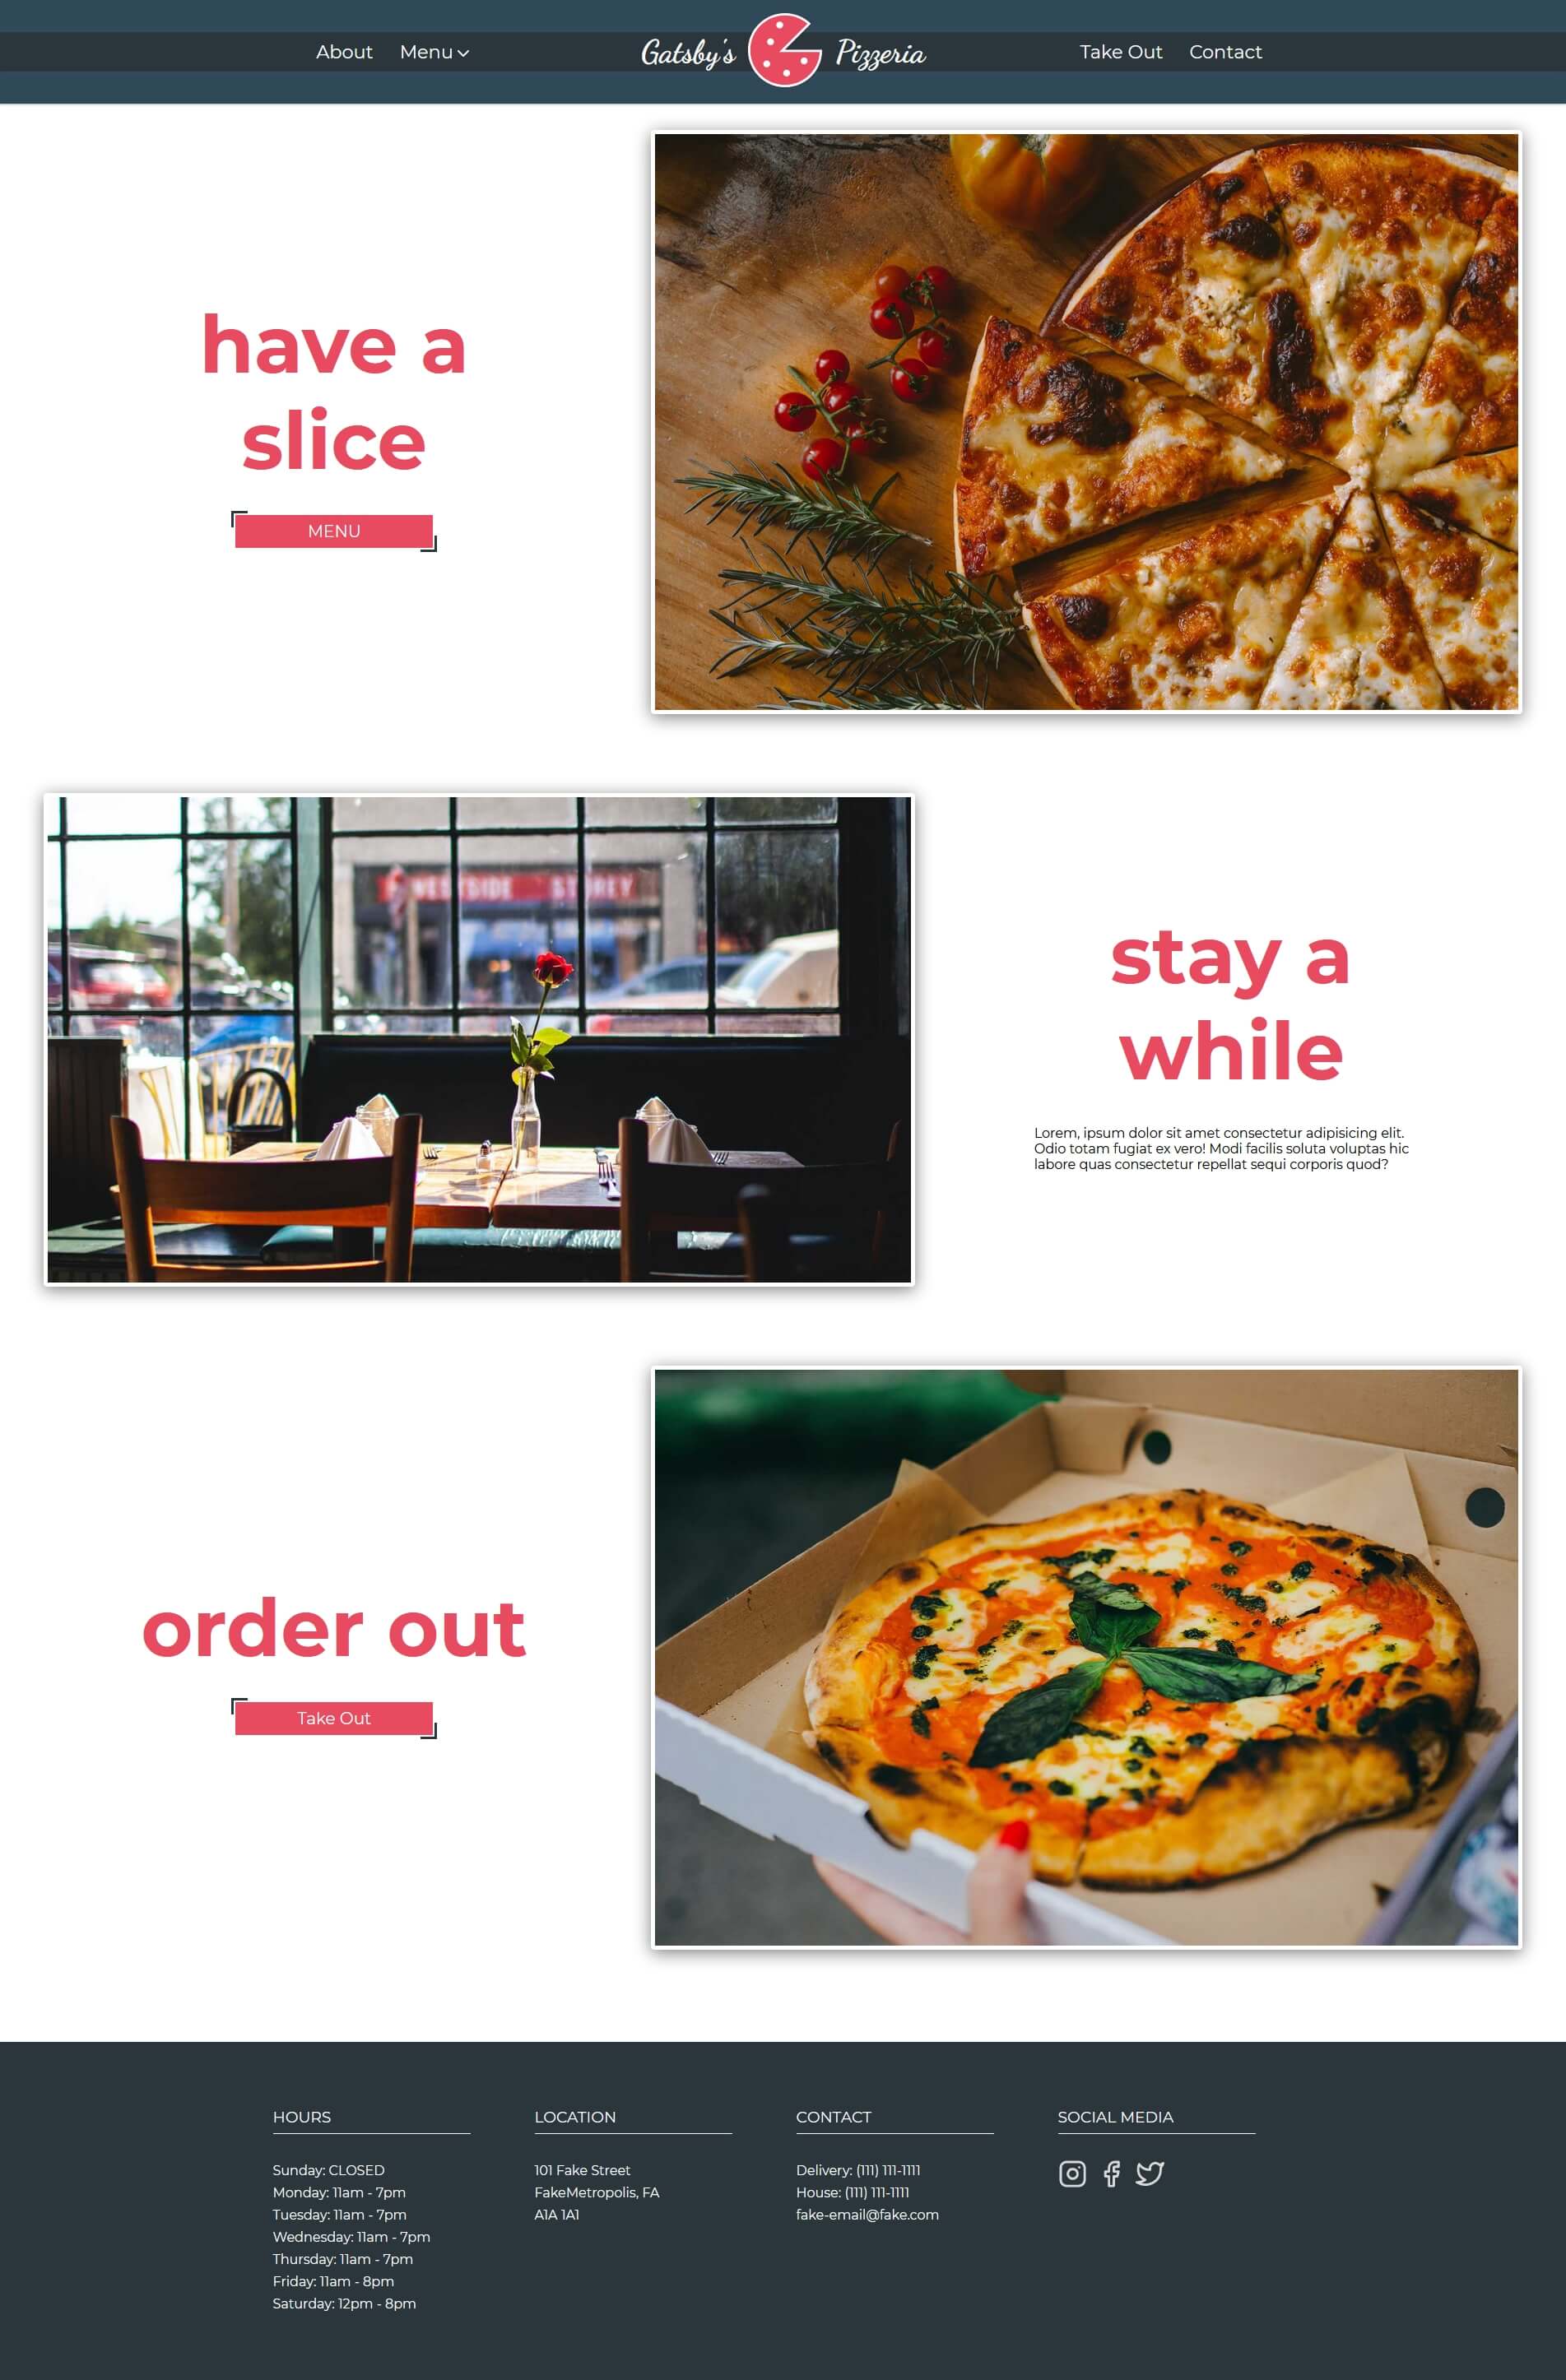 About Menu Gatsby's Pizzeria Take Out Contact
have a
slice
MENU
stay a
while
Lorem, ipsum dolor sit amet consectetur adipisicing elit.
Odio totam fugiat ex vero! Modi facilis soluta voluptas hic
labore quas consectetur repellat sequi corporis quod?
order out
Take Out
HOURS
Sunday: CLOSED
Monday: 11am - 7pm
Tuesday: 11am - 7pm
Wednesday: 11am - 7pm
Thursday: 11am - 7pm
Friday: 11am - 8pm
Saturday: 12pm - 8pm
LOCATION
101 Fake Street
FakeMetropolis, FA
A1A 1A1
CONTACT
Delivery: (111) 111-1111
House: (111) 111-1111
fake-email@fake.com
SOCIAL MEDIA